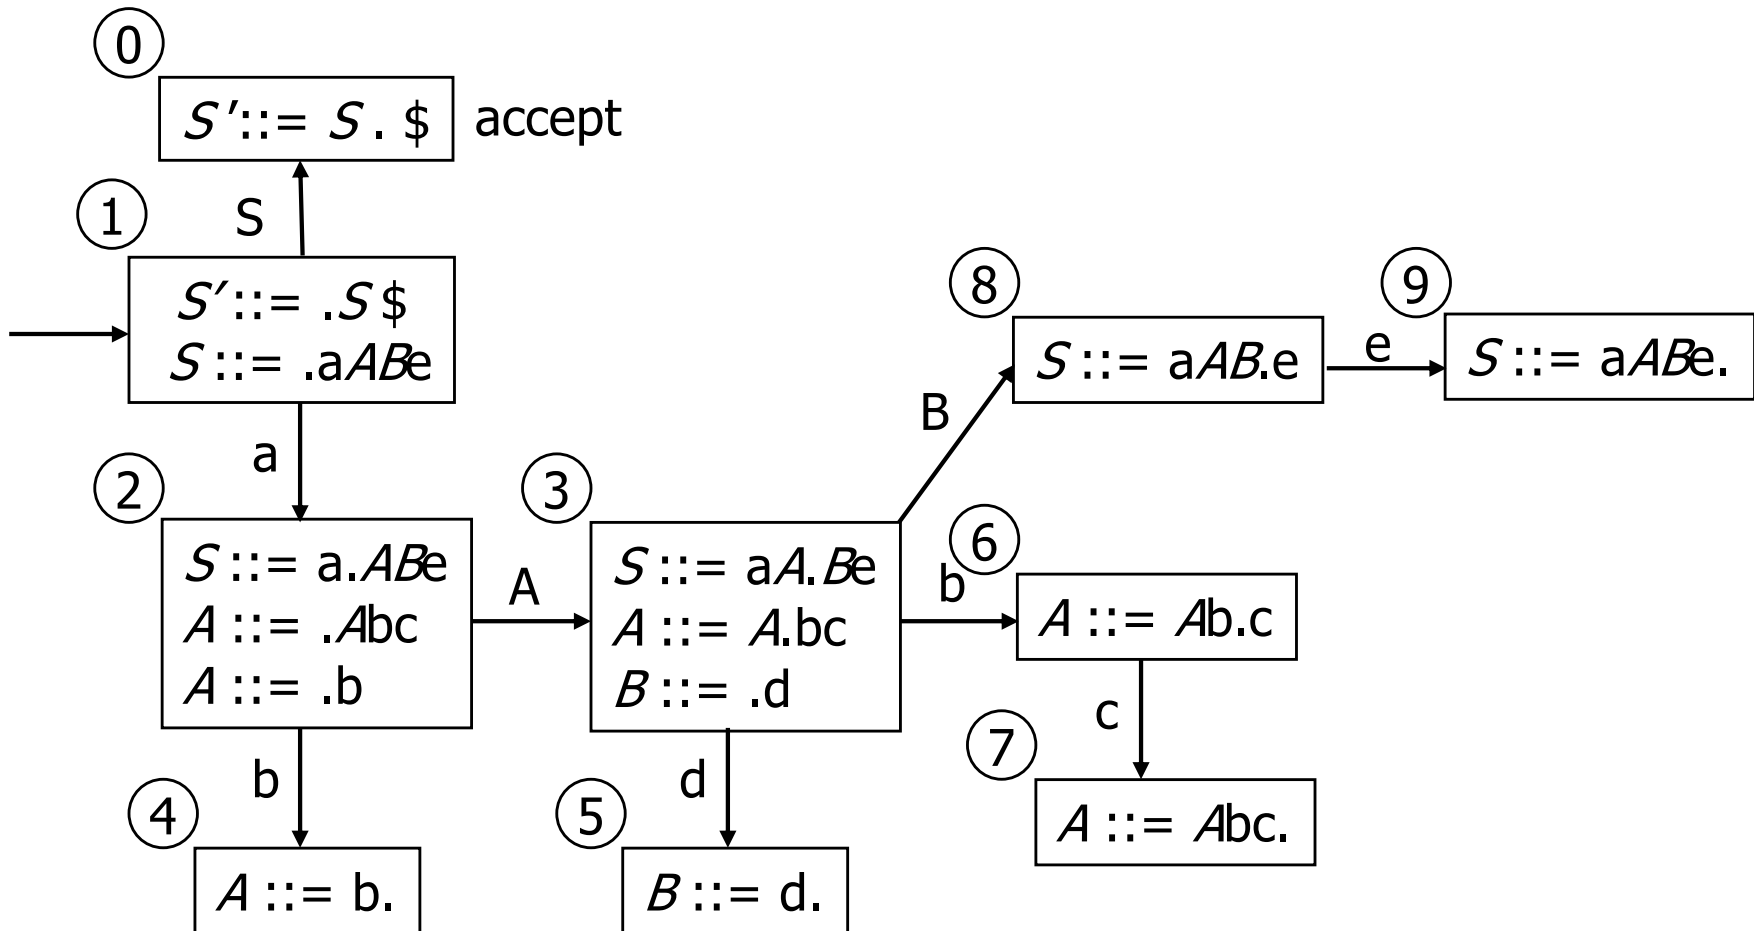 0
S'::= S . $ accept
1
S
S'::= .S $
S ::= .aABe
a
8
S ::= aAB.e
e
9
S ::= aABe.
B
2
S ::= a.ABe
A ::= .Abc
A ::= .b
A
3
S ::= aA.Be
A ::= A.bc
B ::= .d
b
6
A ::= Ab.c
c
7
A ::= Abc.
b
4
A ::= b.
d
5
B ::= d.